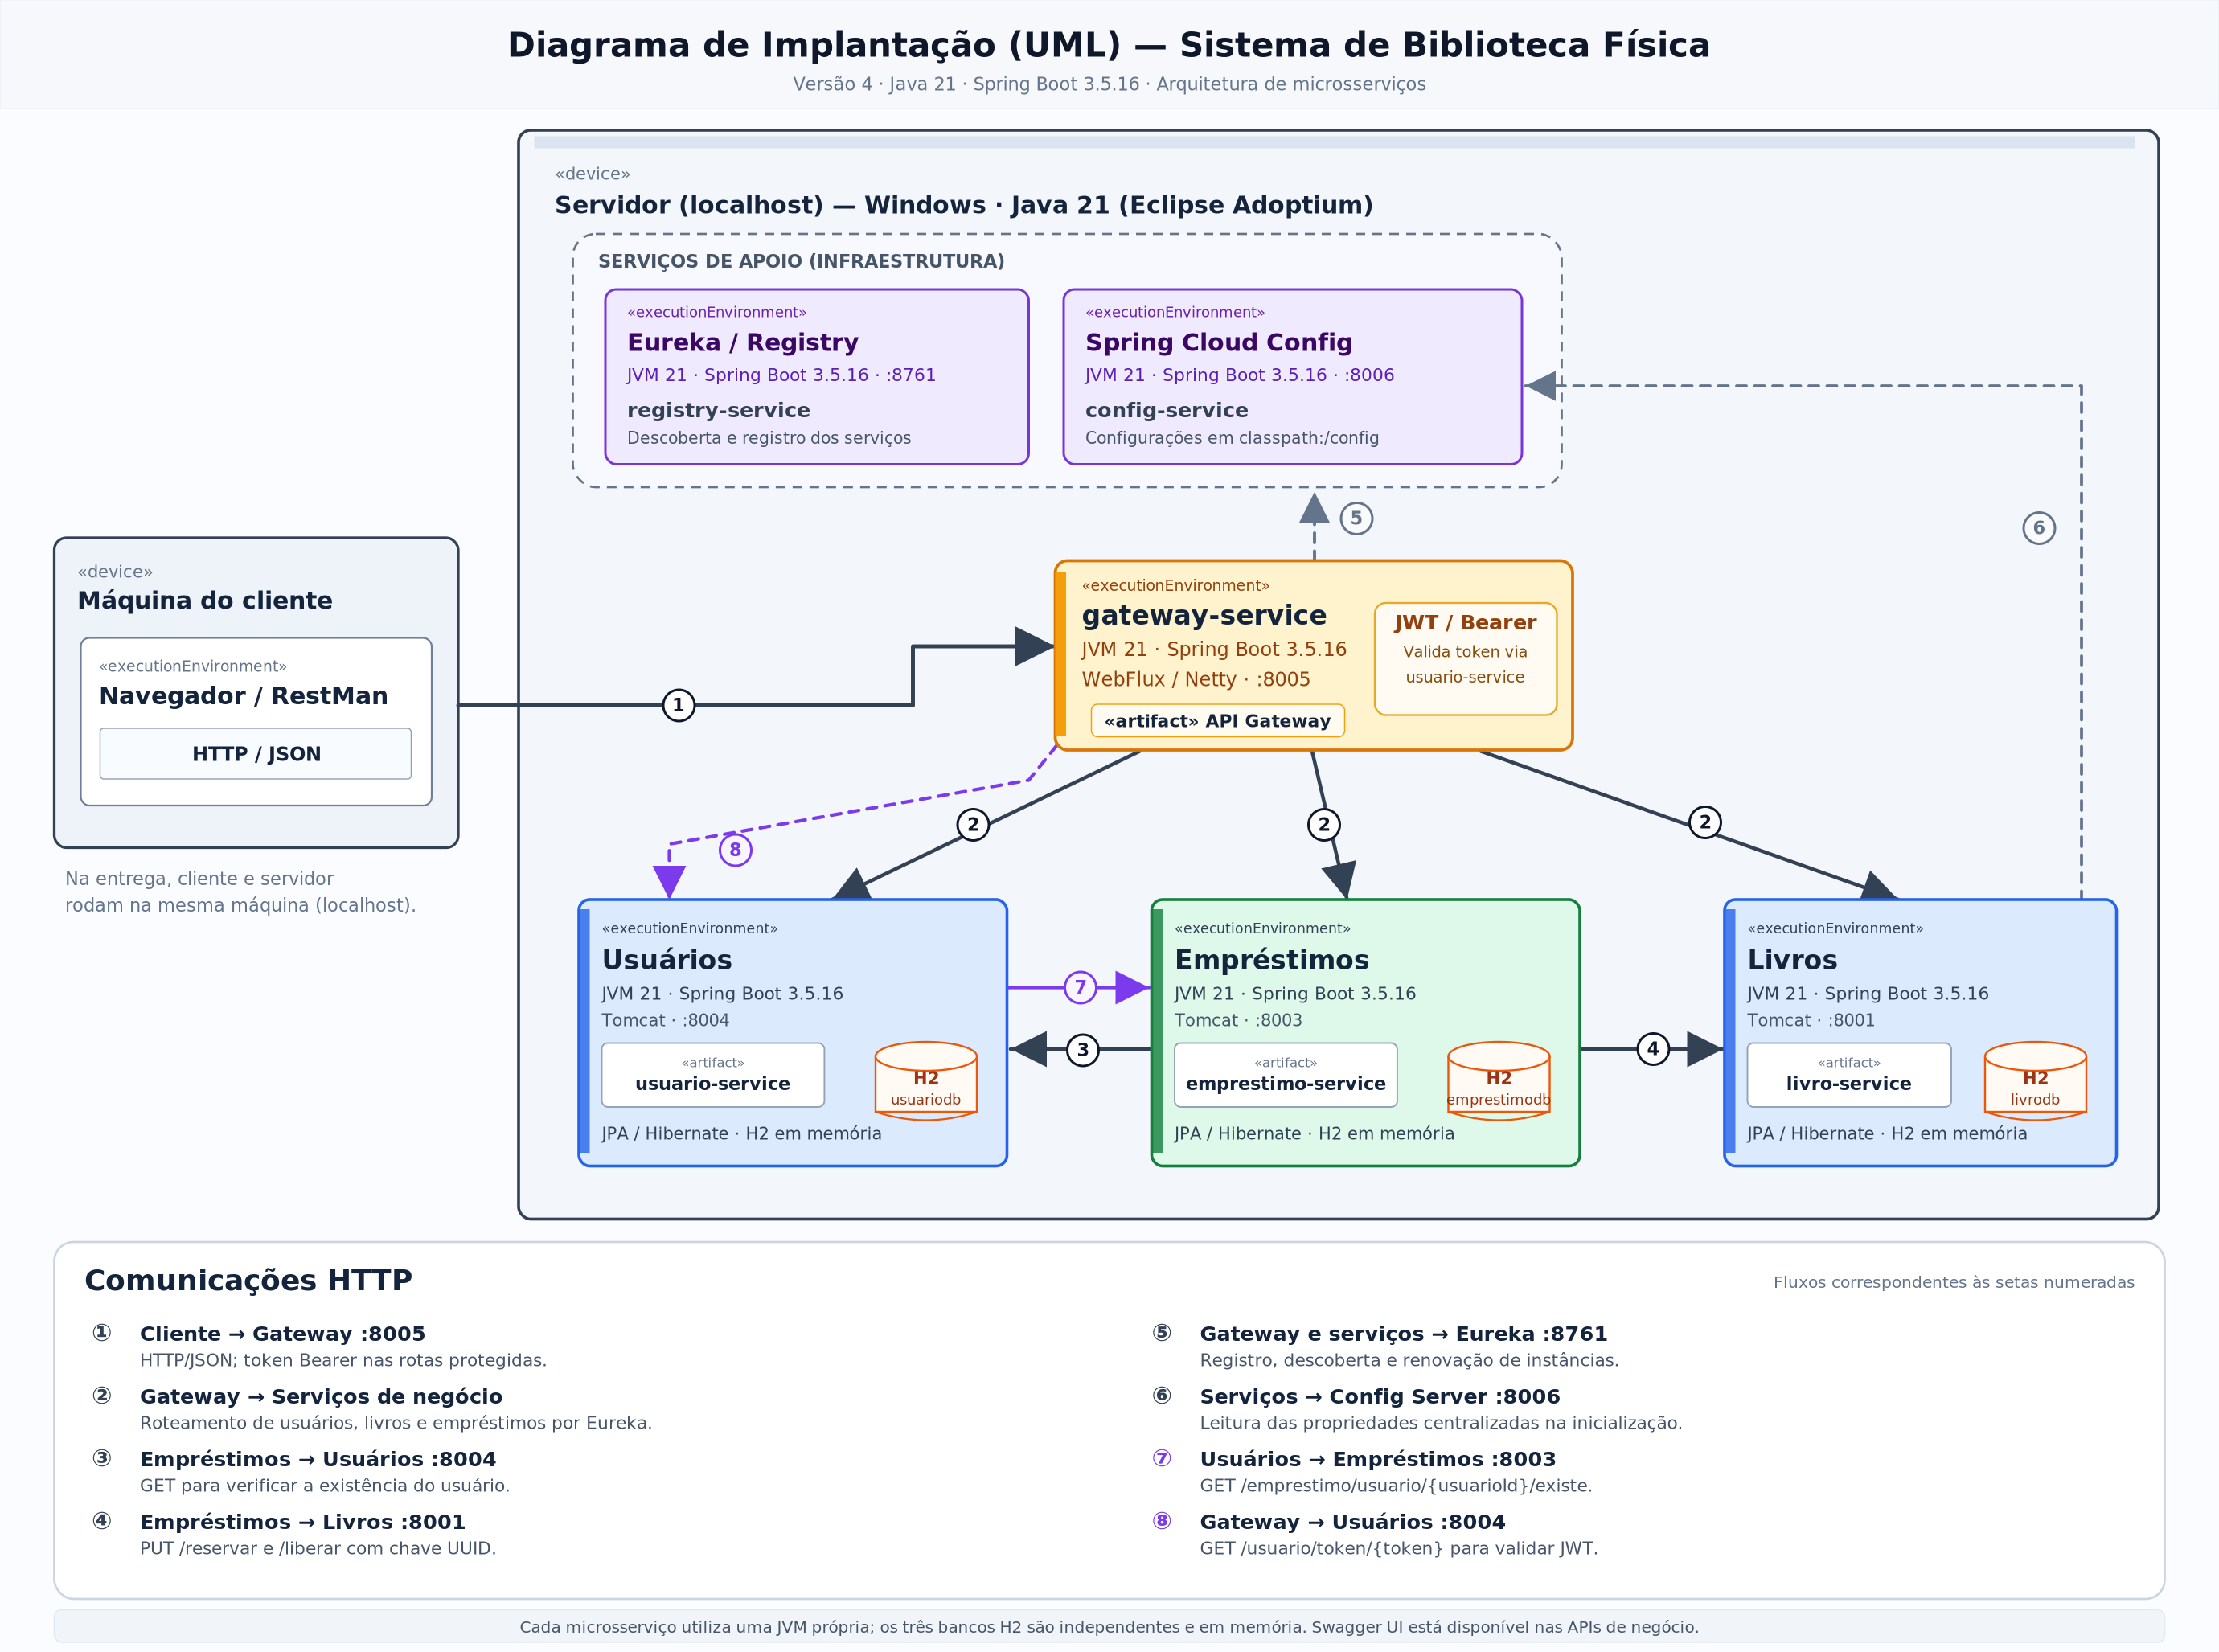 Diagrama de Implantação (UML) — Sistema de Biblioteca Física
Versão 4 · Java 21 · Spring Boot 3.5.16 · Arquitetura de microsserviços
«device»
Servidor (localhost) — Windows · Java 21 (Eclipse Adoptium)
SERVIÇOS DE APOIO (INFRAESTRUTURA)
«executionEnvironment»
Eureka / Registry
JVM 21 · Spring Boot 3.5.16 · :8761
registry-service
Descoberta e registro dos serviços
«executionEnvironment»
Spring Cloud Config
JVM 21 · Spring Boot 3.5.16 · :8006
config-service
Configurações em classpath:/config
5
6
«device»
Máquina do cliente
«executionEnvironment»
Navegador / RestMan
HTTP / JSON
Na entrega, cliente e servidor
rodam na mesma máquina (localhost).
1
«executionEnvironment»
gateway-service
JVM 21 · Spring Boot 3.5.16
WebFlux / Netty · :8005
«artifact» API Gateway
JWT / Bearer
Valida token via
usuario-service
8
2
2
2
«executionEnvironment»
Usuários
JVM 21 · Spring Boot 3.5.16
Tomcat · :8004
«artifact»
usuario-service
H2
usuariodb
JPA / Hibernate · H2 em memória
7
3
«executionEnvironment»
Empréstimos
JVM 21 · Spring Boot 3.5.16
Tomcat · :8003
«artifact»
emprestimo-service
H2
emprestimodb
JPA / Hibernate · H2 em memória
4
«executionEnvironment»
Livros
JVM 21 · Spring Boot 3.5.16
Tomcat · :8001
«artifact»
livro-service
H2
livrodb
JPA / Hibernate · H2 em memória
Comunicações HTTP
Fluxos correspondentes às setas numeradas
① Cliente → Gateway :8005
HTTP/JSON; token Bearer nas rotas protegidas.
② Gateway → Serviços de negócio
Roteamento de usuários, livros e empréstimos por Eureka.
③ Empréstimos → Usuários :8004
GET para verificar a existência do usuário.
④ Empréstimos → Livros :8001
PUT /reservar e /liberar com chave UUID.
⑤ Gateway e serviços → Eureka :8761
Registro, descoberta e renovação de instâncias.
⑥ Serviços → Config Server :8006
Leitura das propriedades centralizadas na inicialização.
⑦ Usuários → Empréstimos :8003
GET /emprestimo/usuario/{usuarioId}/existe.
⑧ Gateway → Usuários :8004
GET /usuario/token/{token} para validar JWT.
Cada microsserviço utiliza uma JVM própria; os três bancos H2 são independentes e em memória. Swagger UI está disponível nas APIs de negócio.